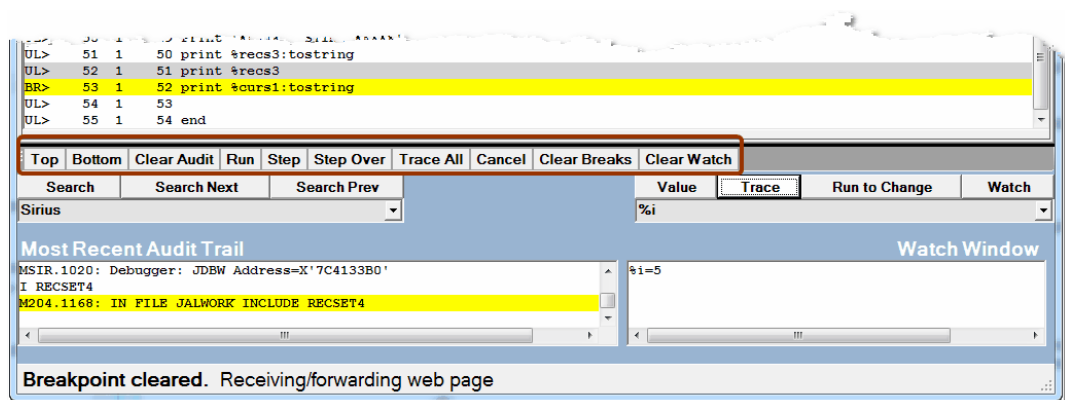 UL> 51 1 50 print %recs3:tostring
UL> 52 1 51 print %recs3
BR> 53 1 52 print %curs1:tostring
UL> 54 1 53
UL> 55 1 54 end
Top Bottom Clear Audit Run Step Step Over Trace All Cancel Clear Breaks Clear Watch
Search Search Next Search Prev Value Trace Run to Change Watch
Sirius %i
Most Recent Audit Trail Watch Window
MSIR.1020: Debugger: JDBW Address=X'7C4133B0' %i=5
I RECSET4
M204.1168: IN FILE JALWORK INCLUDE RECSET4
Breakpoint cleared. Receiving/forwarding web page